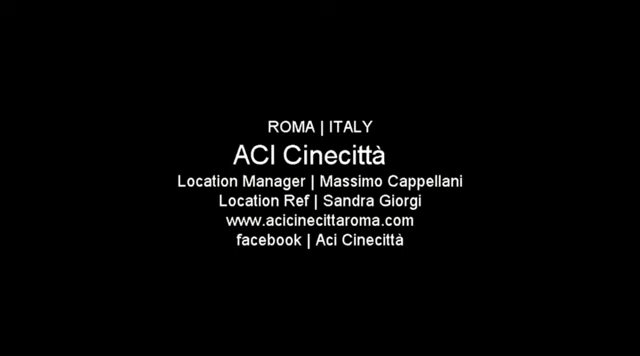 ROMA | ITALY
ACI Cinecittà
Location Manager | Massimo Cappellani
Location Ref | Sandra Giorgi
www.acicinecittaroma.com
facebook | Aci Cinecittà